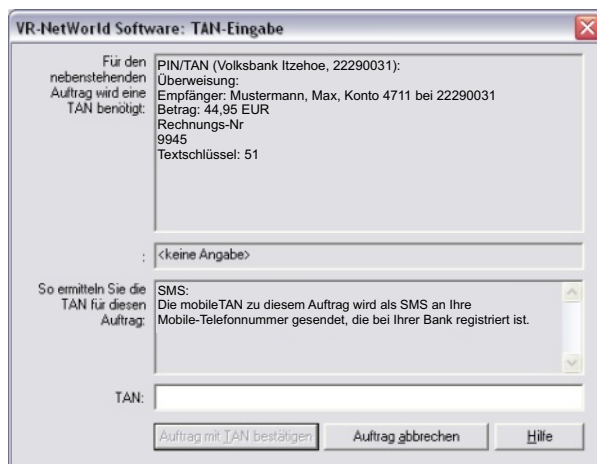 VR-NetWorld Software: TAN-Eingabe
Für den
nebenstehenden
Auftrag wird eine
TAN benötigt:
PIN/TAN (Volksbank Itzehoe, 22290031):
Überweisung:
Empfänger: Mustermann, Max, Konto 4711 bei 22290031
Betrag: 44,95 EUR
Rechnungs-Nr
9945
Textschlüssel: 51
:
<keine Angabe>
So ermitteln Sie die
TAN für diesen
Auftrag:
SMS:
Die mobileTAN zu diesem Auftrag wird als SMS an Ihre
Mobile-Telefonnummer gesendet, die bei Ihrer Bank registriert ist.
TAN:
Auftrag mit TAN bestätigen
Auftrag abbrechen
Hilfe